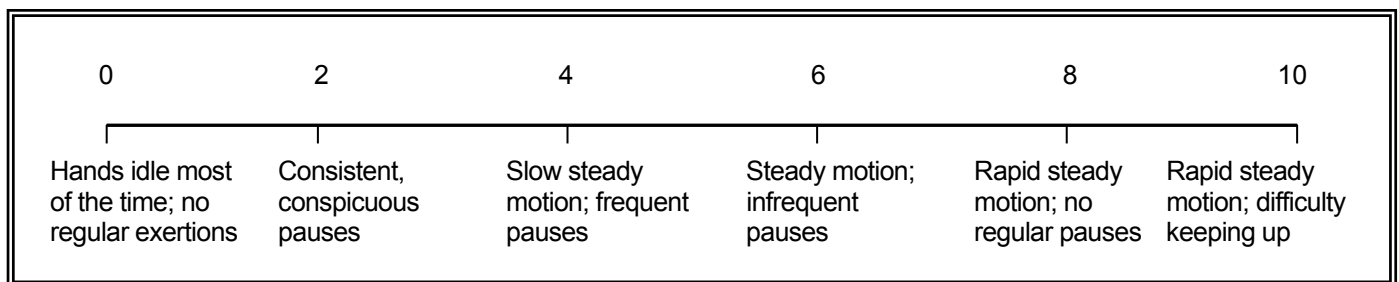 0 2 4 6 8 10
Hands idle most
of the time; no
regular exertions
Consistent,
conspicuous
pauses
Slow steady
motion; frequent
pauses
Steady motion;
infrequent
pauses
Rapid steady
motion; no
regular pauses
Rapid steady
motion; difficulty
keeping up